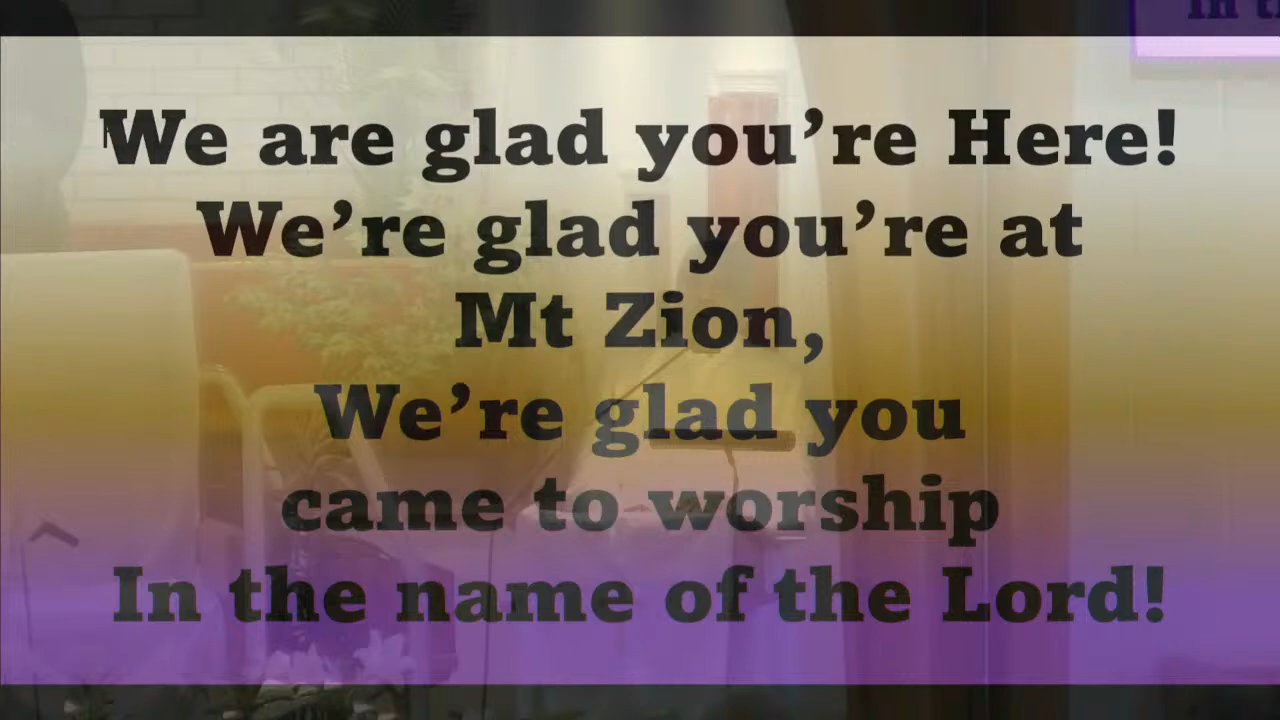 We are glad you're Here!
We're glad you're at
Mt Zion,
We're glad you
came to worship
In the name of the Lord!